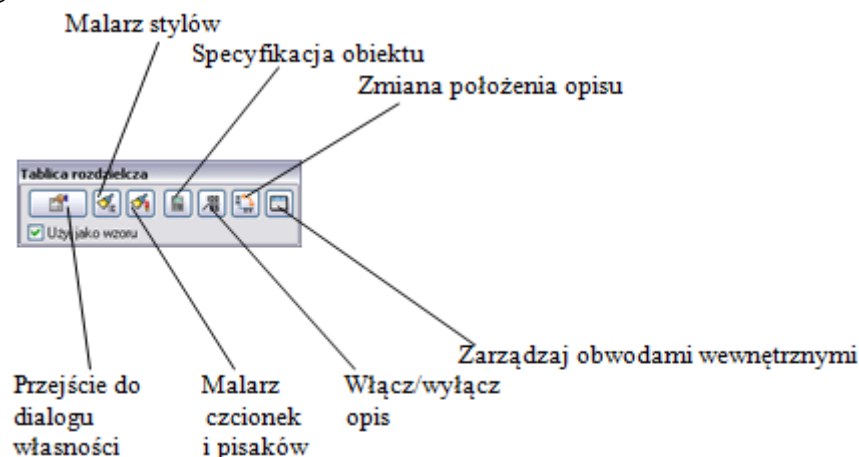 Malarz stylów
Specyfikacja obiektu
Zmiana położenia opisu
Tablica rozdzielcza
Użyj jako wzoru
Zarządzaj obwodami wewnętrznymi
Przejście do
dialogu
własności
Malarz
czcionek
i pisaków
Włącz/wyłącz
opis